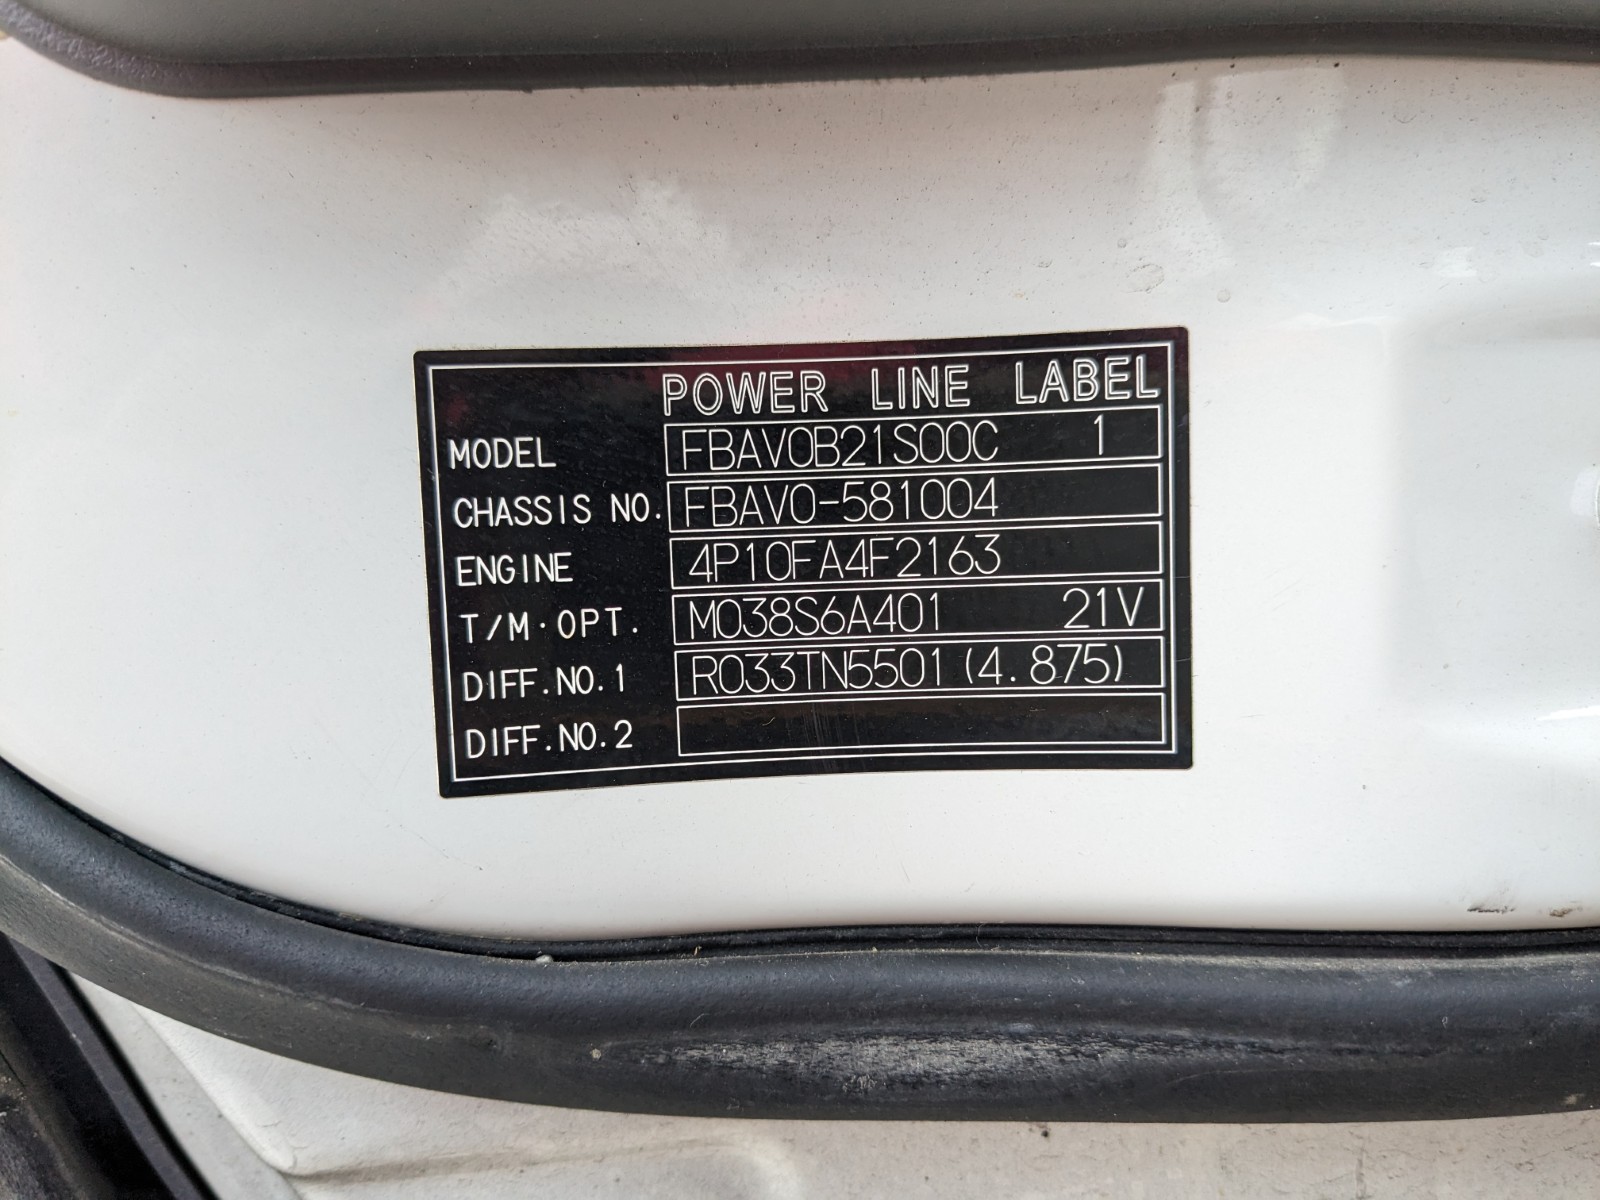 POWER LINE LABEL
MODEL FBAV0B21S00C 1
CHASSIS NO. FBAV0-581004
ENGINE 4P10FA4F2163
T/M·OPT. M038S6A401 21V
DIFF.NO.1 R033TN5501(4.875)
DIFF.NO.2